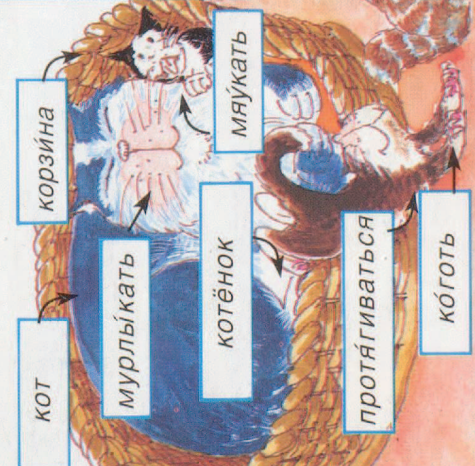 кот
корзи́на
мурлы́кать
котёнок
мяу́кать
протя́гиваться
ко́готь